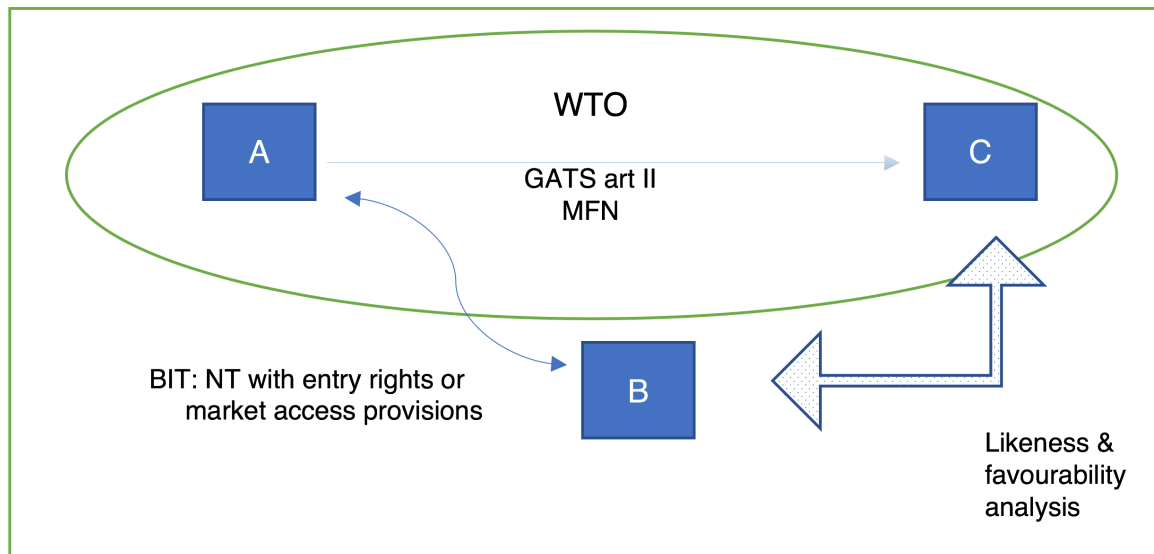 WTO
A
C
GATS art II
MFN
BIT: NT with entry rights or
market access provisions
B
Likeness &
favourability
analysis